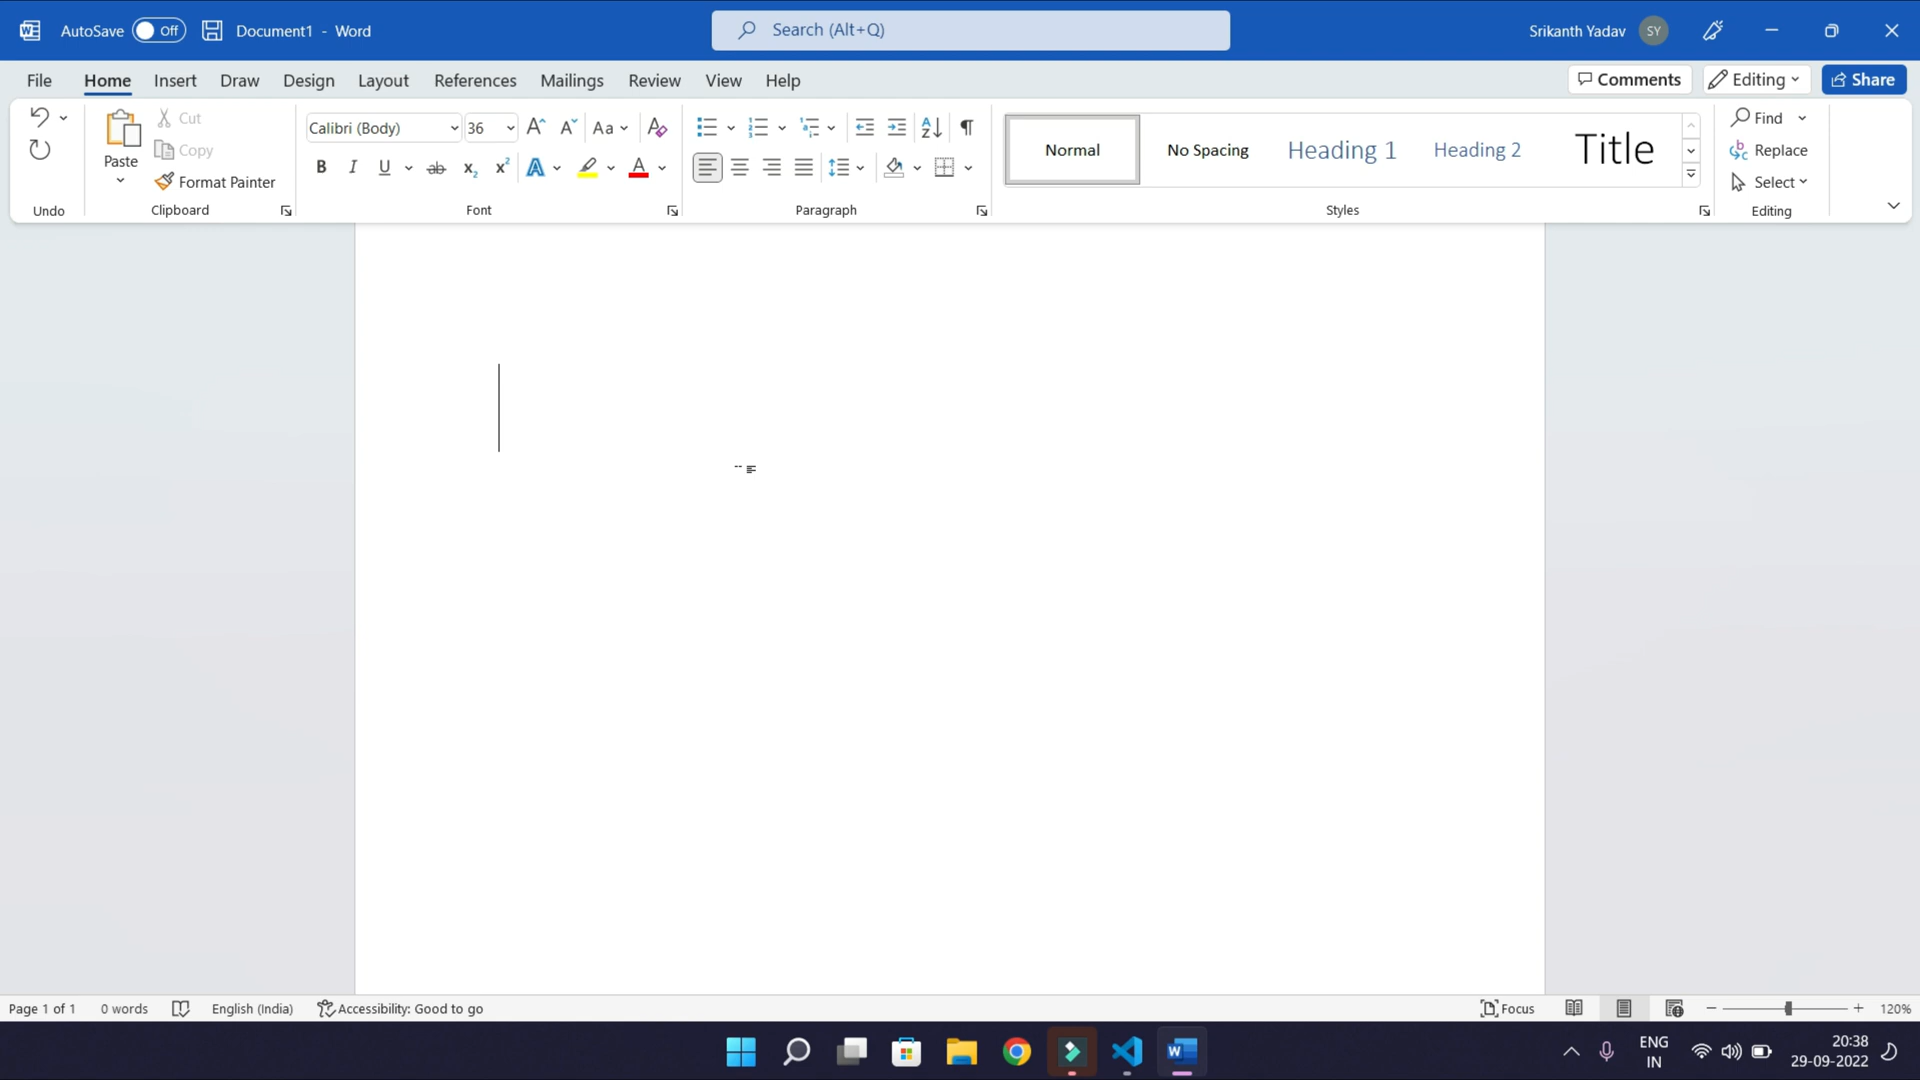 AutoSave Off Document1 - Word Search (Alt+Q) Srikanth Yadav SY
File Home Insert Draw Design Layout References Mailings Review View Help Comments Editing Share
Paste
Cut
Copy
Format Painter
Calibri (Body) 36
Normal No Spacing Heading 1 Heading 2 Title
Find
Replace
Select
Undo Clipboard Font Paragraph Styles Editing
Page 1 of 1 0 words English (India) Accessibility: Good to go Focus 120%
ENG
IN
20:38
29-09-2022